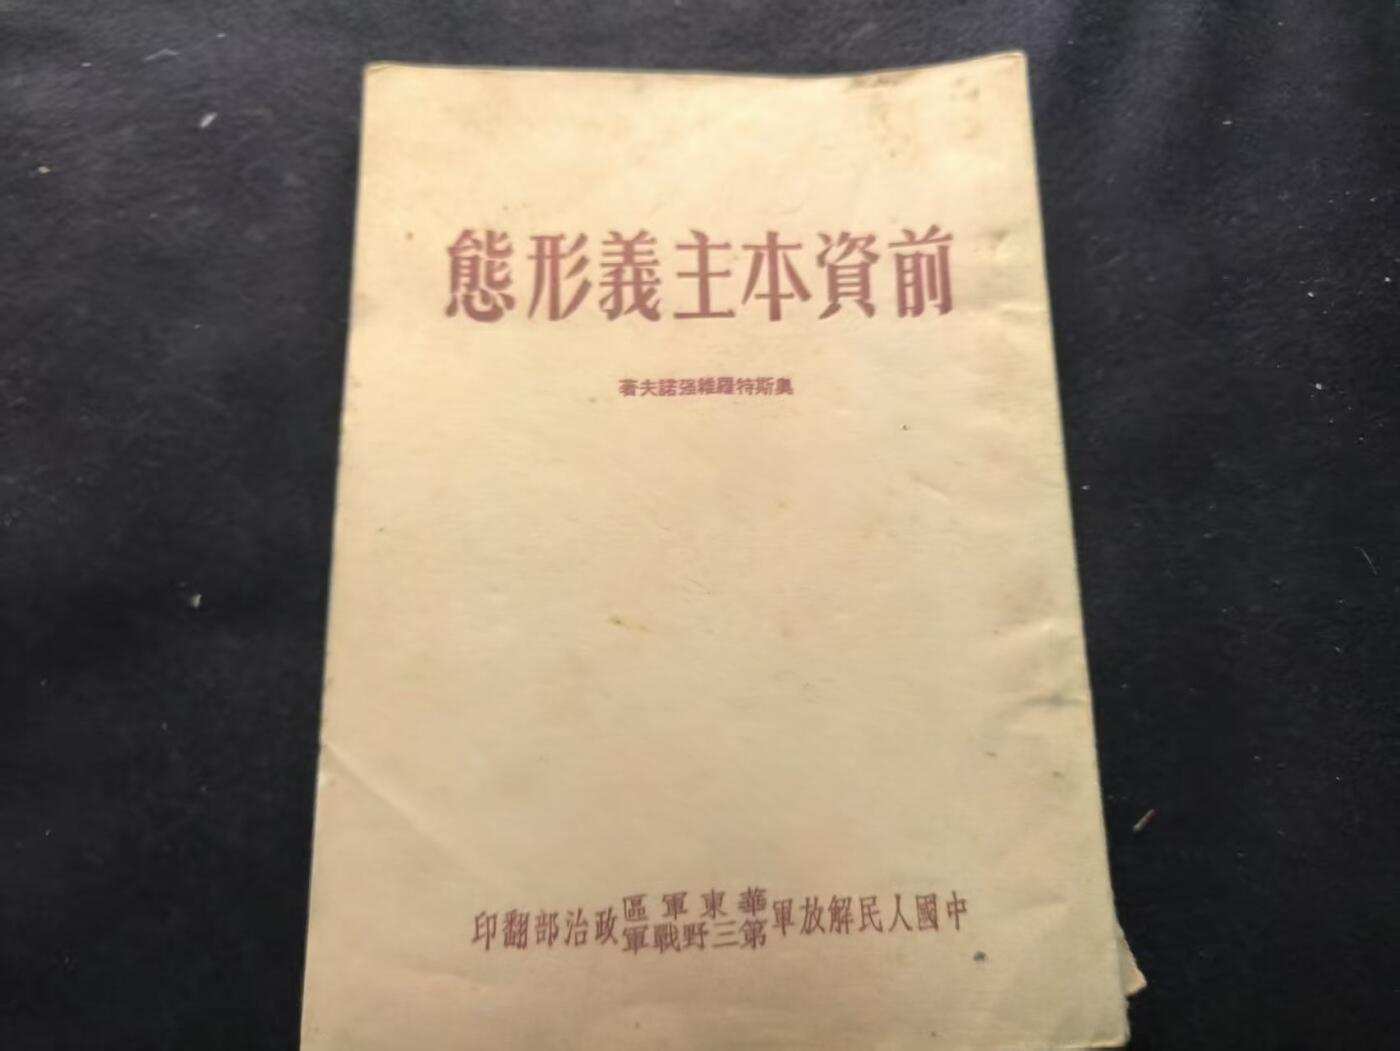 前資本主義形態
奥斯特羅維强諾夫著
中國人民解放軍華東軍區第三野戰軍政治部翻印